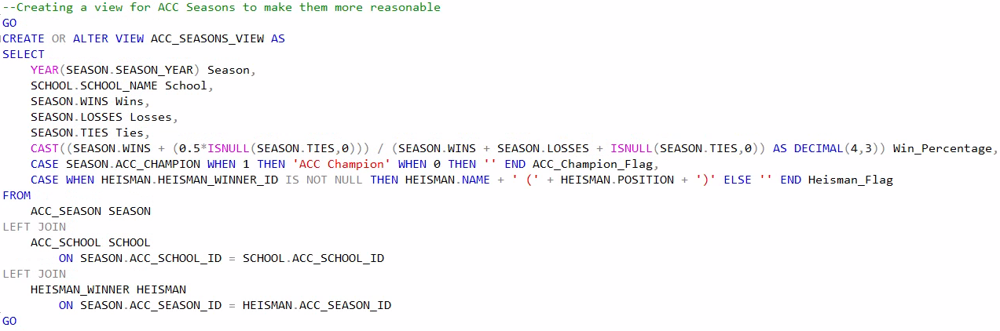 --Creating a view for ACC Seasons to make them more reasonable
GO
CREATE OR ALTER VIEW ACC_SEASONS_VIEW AS
SELECT
    YEAR(SEASON.SEASON_YEAR) Season,
    SCHOOL.SCHOOL_NAME School,
    SEASON.WINS Wins,
    SEASON.LOSSES Losses,
    SEASON.TIES Ties,
    CAST((SEASON.WINS + (0.5*ISNULL(SEASON.TIES,0))) / (SEASON.WINS + SEASON.LOSSES + ISNULL(SEASON.TIES,0)) AS DECIMAL(4,3)) Win_Percentage,
    CASE SEASON.ACC_CHAMPION WHEN 1 THEN 'ACC Champion' WHEN 0 THEN '' END ACC_Champion_Flag,
    CASE WHEN HEISMAN.HEISMAN_WINNER_ID IS NOT NULL THEN HEISMAN.NAME + ' (' + HEISMAN.POSITION + ')' ELSE '' END Heisman_Flag
FROM
    ACC_SEASON SEASON
LEFT JOIN
    ACC_SCHOOL SCHOOL
        ON SEASON.ACC_SCHOOL_ID = SCHOOL.ACC_SCHOOL_ID
LEFT JOIN
    HEISMAN_WINNER HEISMAN
        ON SEASON.ACC_SEASON_ID = HEISMAN.ACC_SEASON_ID
GO